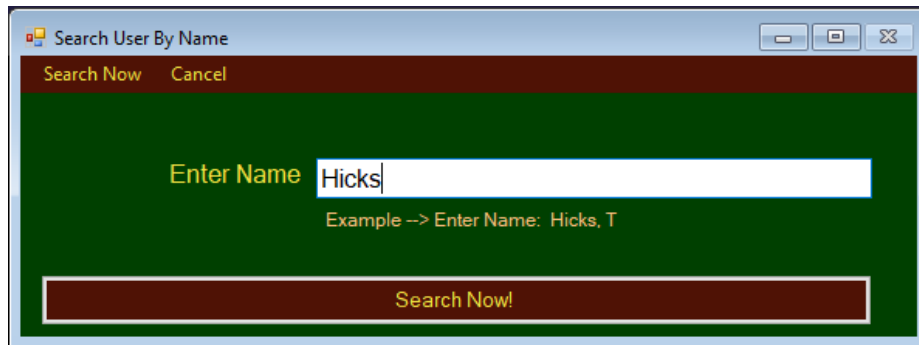 Search User By Name
Search Now Cancel
Enter Name Hicks
Example --> Enter Name: Hicks, T
Search Now!